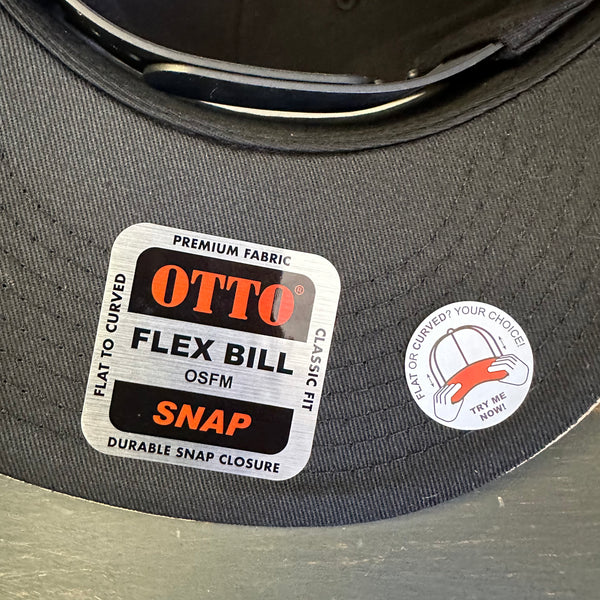 PREMIUM FABRIC
OTTO®
FLEX BILL
OSFM
SNAP
DURABLE SNAP CLOSURE
FLAT TO CURVED
CLASSIC FIT
FLAT OR CURVED? YOUR CHOICE!
TRY ME
NOW!